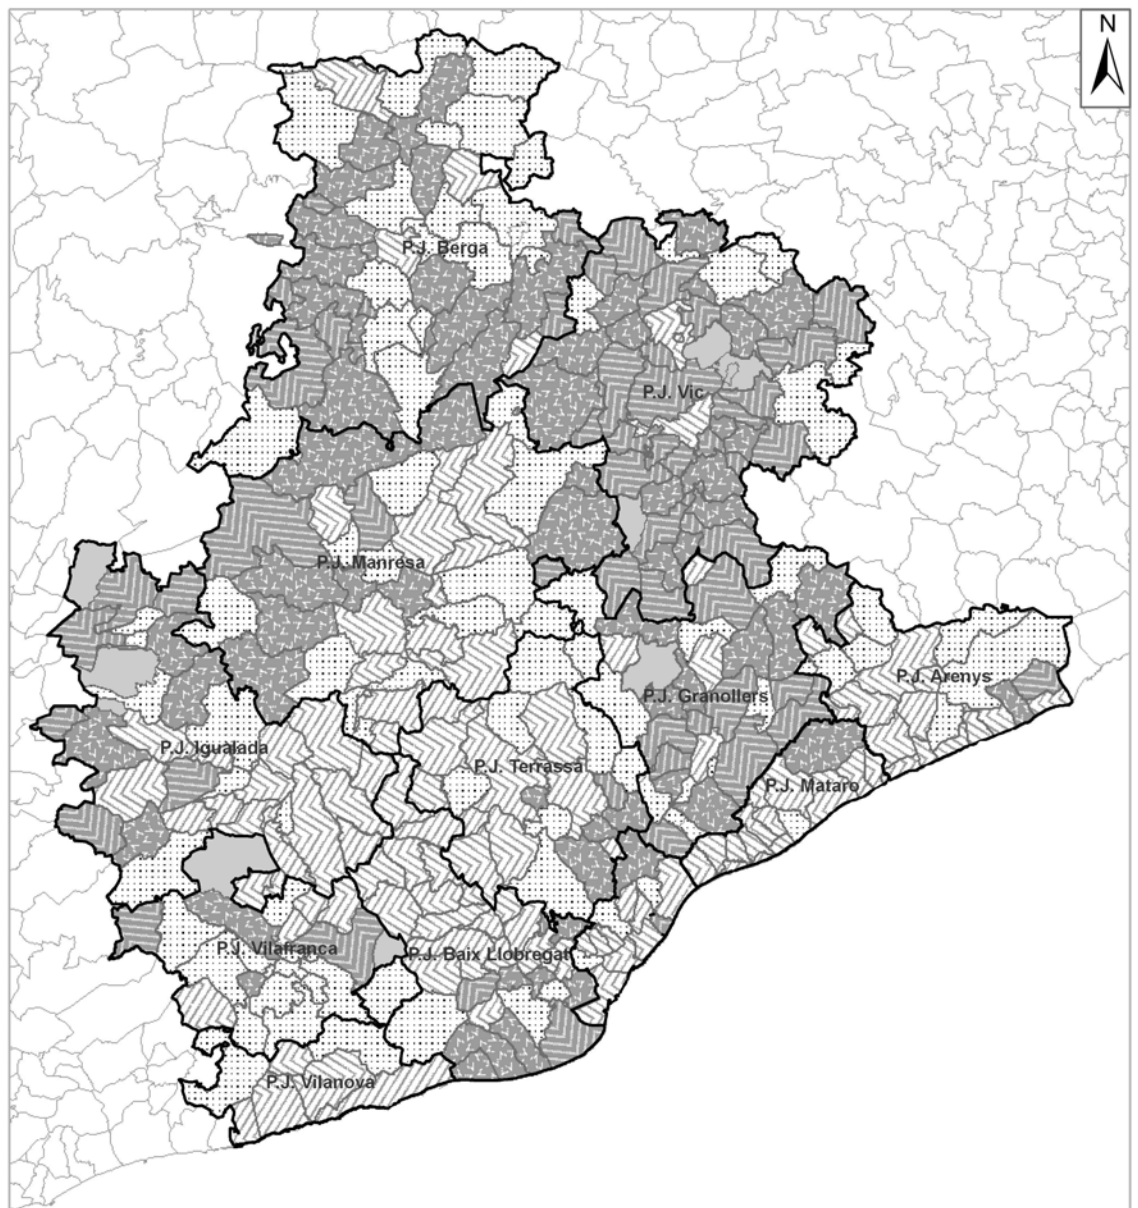 N
P.J. Berga
P.J. Vic
P.J. Manresa
P.J. Arenys
P.J. Granollers
P.J. Igualada
P.J. Terrassa
P.J. Mataro
P.J. Vilafranca
P.J. Baix Llobregat
P.J. Vilanova